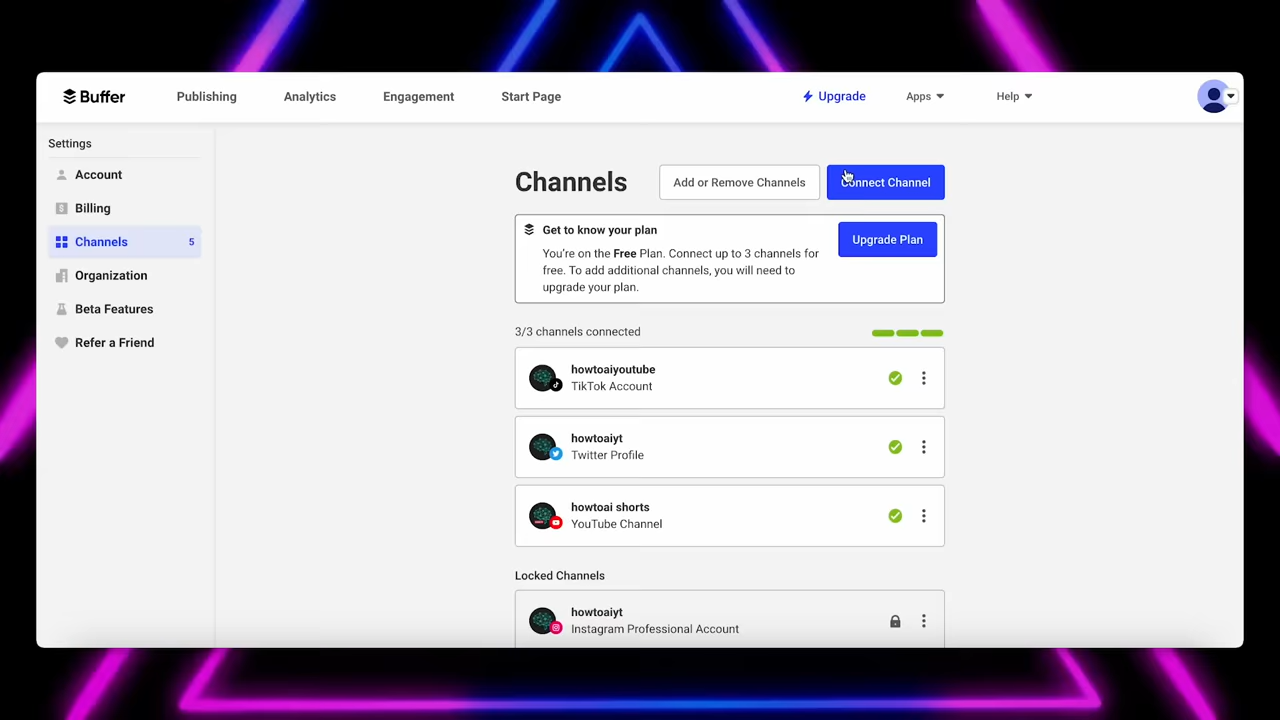 Buffer
Publishing
Analytics
Engagement
Start Page
Upgrade
Apps
Help
Settings
Account
Billing
Channels 5
Organization
Beta Features
Refer a Friend
Channels
Add or Remove Channels
Connect Channel
Get to know your plan
You're on the Free Plan. Connect up to 3 channels for
free. To add additional channels, you will need to
upgrade your plan.
Upgrade Plan
3/3 channels connected
howtoaiyoutube
TikTok Account
howtoaiyt
Twitter Profile
howtoai shorts
YouTube Channel
Locked Channels
howtoaiyt
Instagram Professional Account